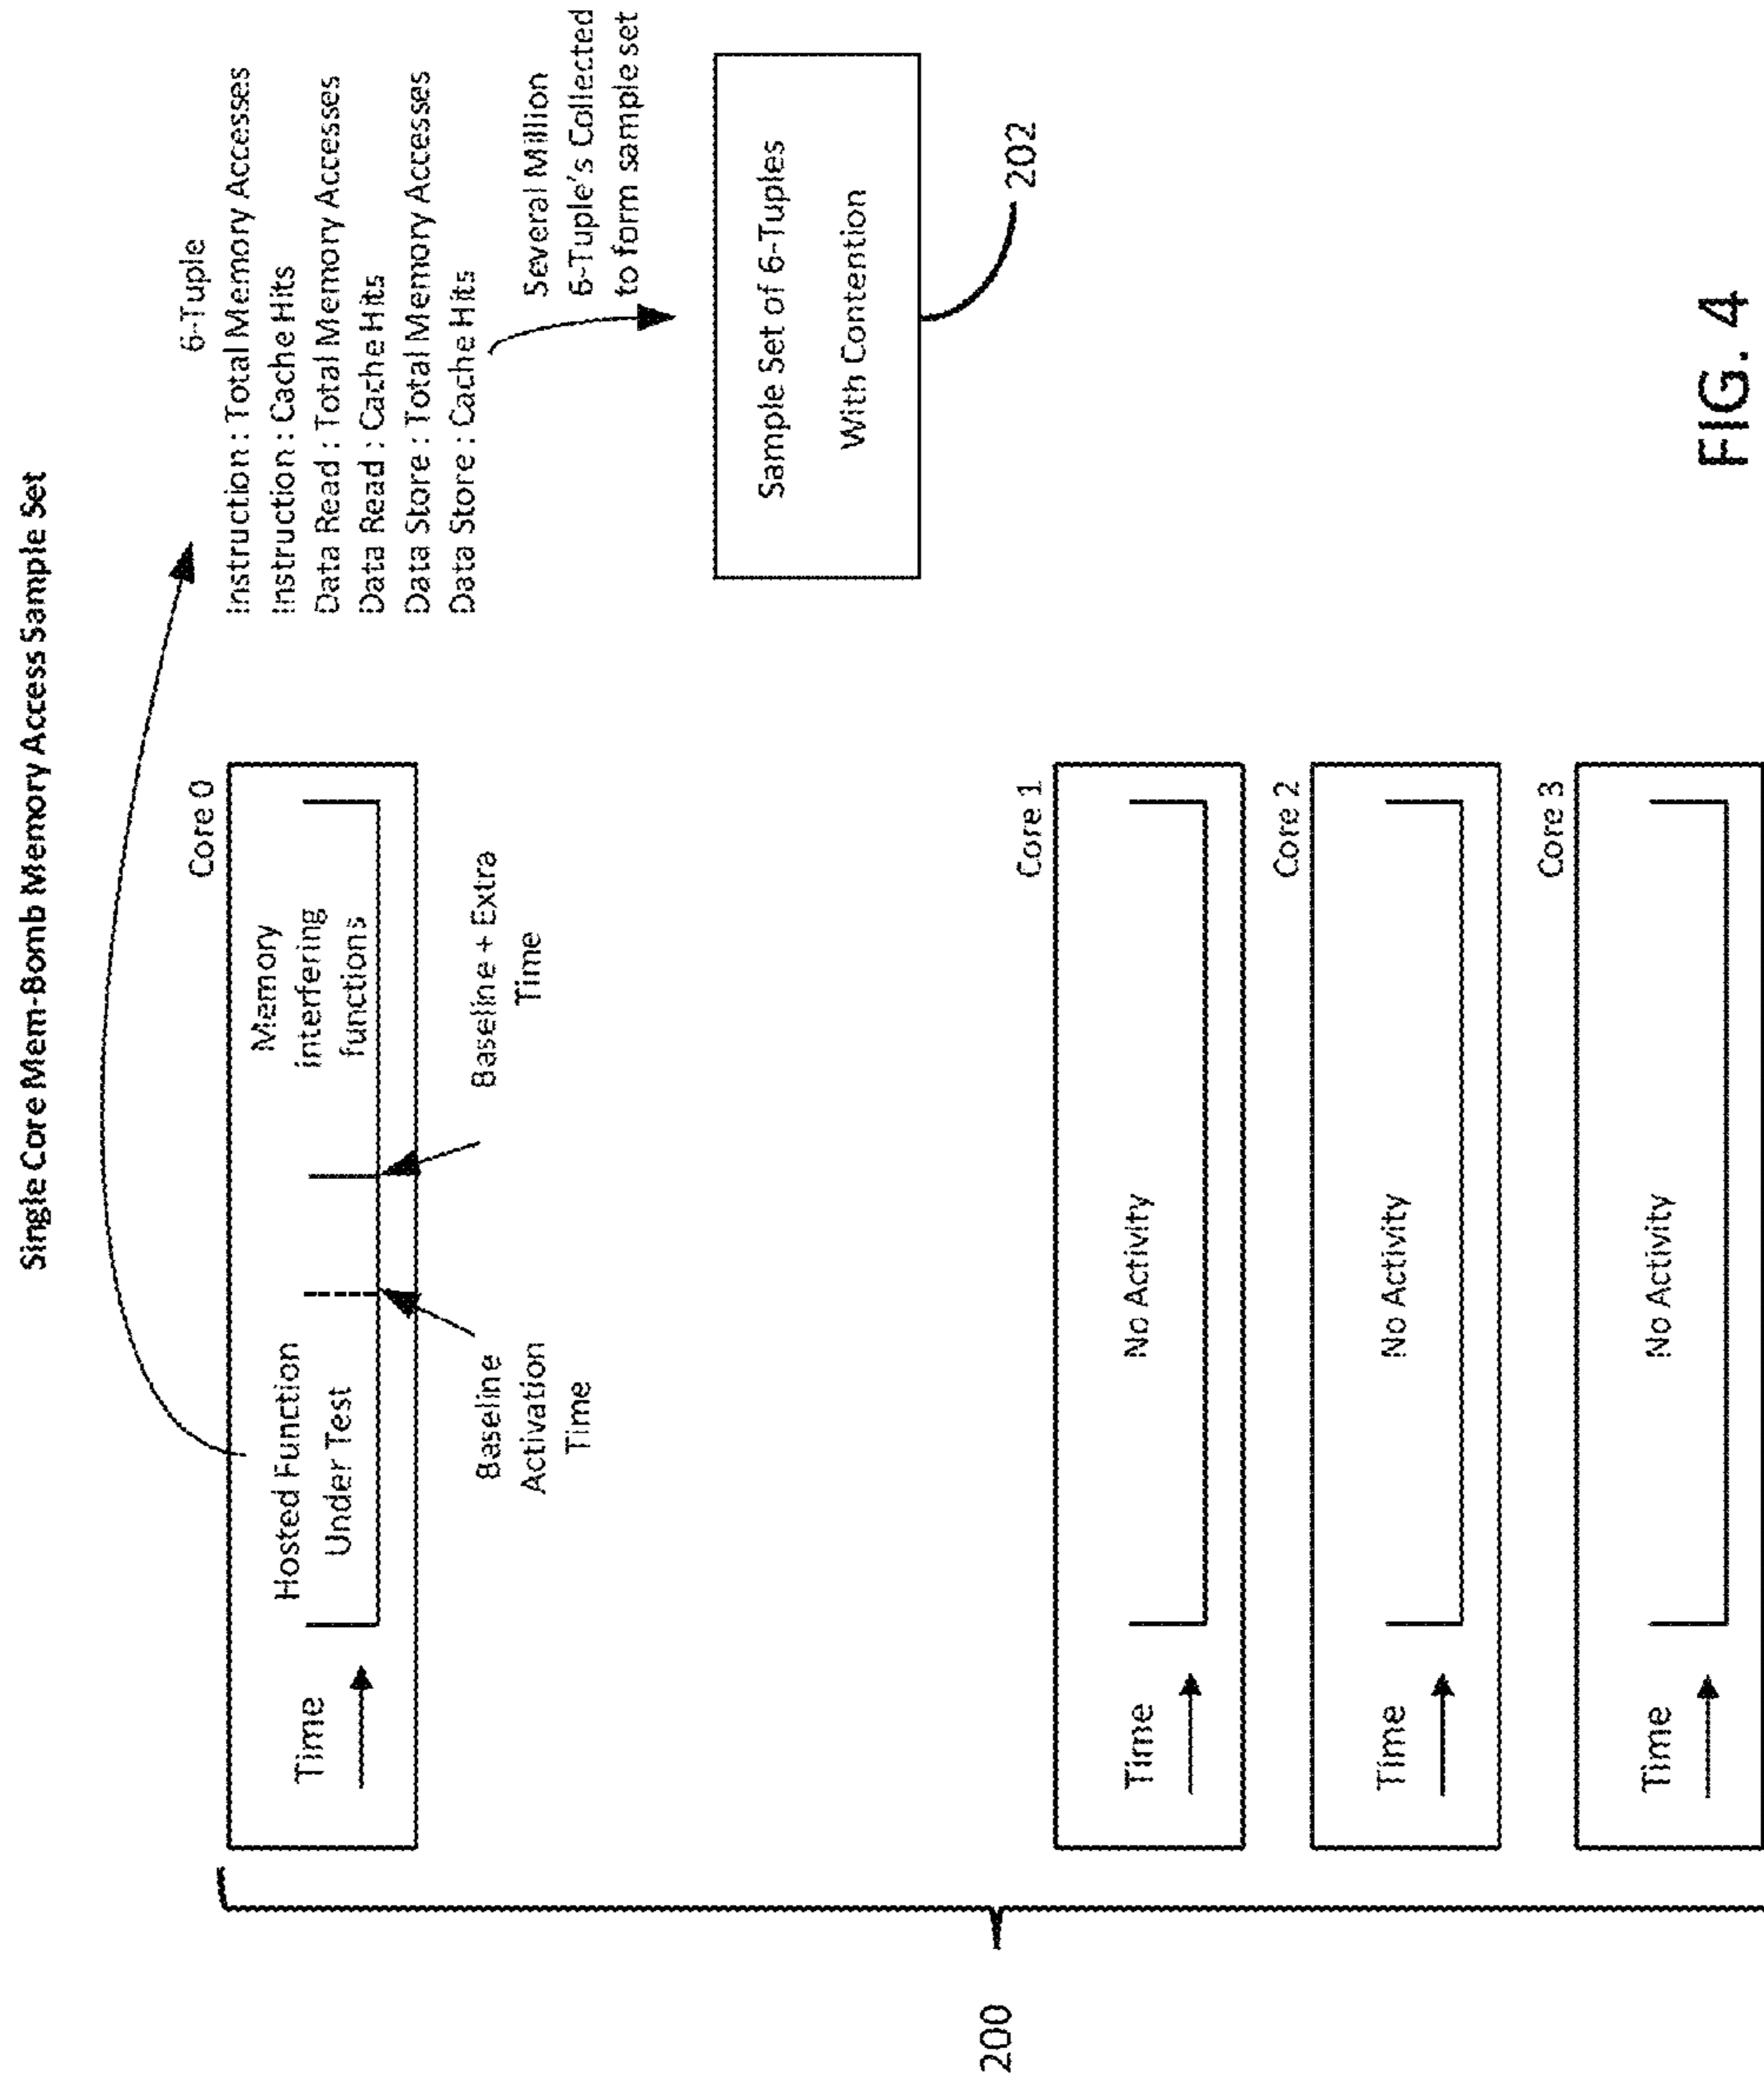 Single Core Mem-Bomb Memory Access Sample Set
Core 0
Time
Hosted Function
Under Test
Memory
interfering
functions
Baseline
Activation
Time
Baseline + Extra
Time
6-Tuple
Instruction : Total Memory Accesses
Instruction : Cache Hits
Data Read : Total Memory Accesses
Data Read : Cache Hits
Data Store : Total Memory Accesses
Data Store : Cache Hits
Several Million
6-Tuple's Collected
to form sample set
Sample Set of 6-Tuples
With Contention
202
200
Core 1
Time
No Activity
Core 2
Time
No Activity
Core 3
Time
No Activity
FIG. 4